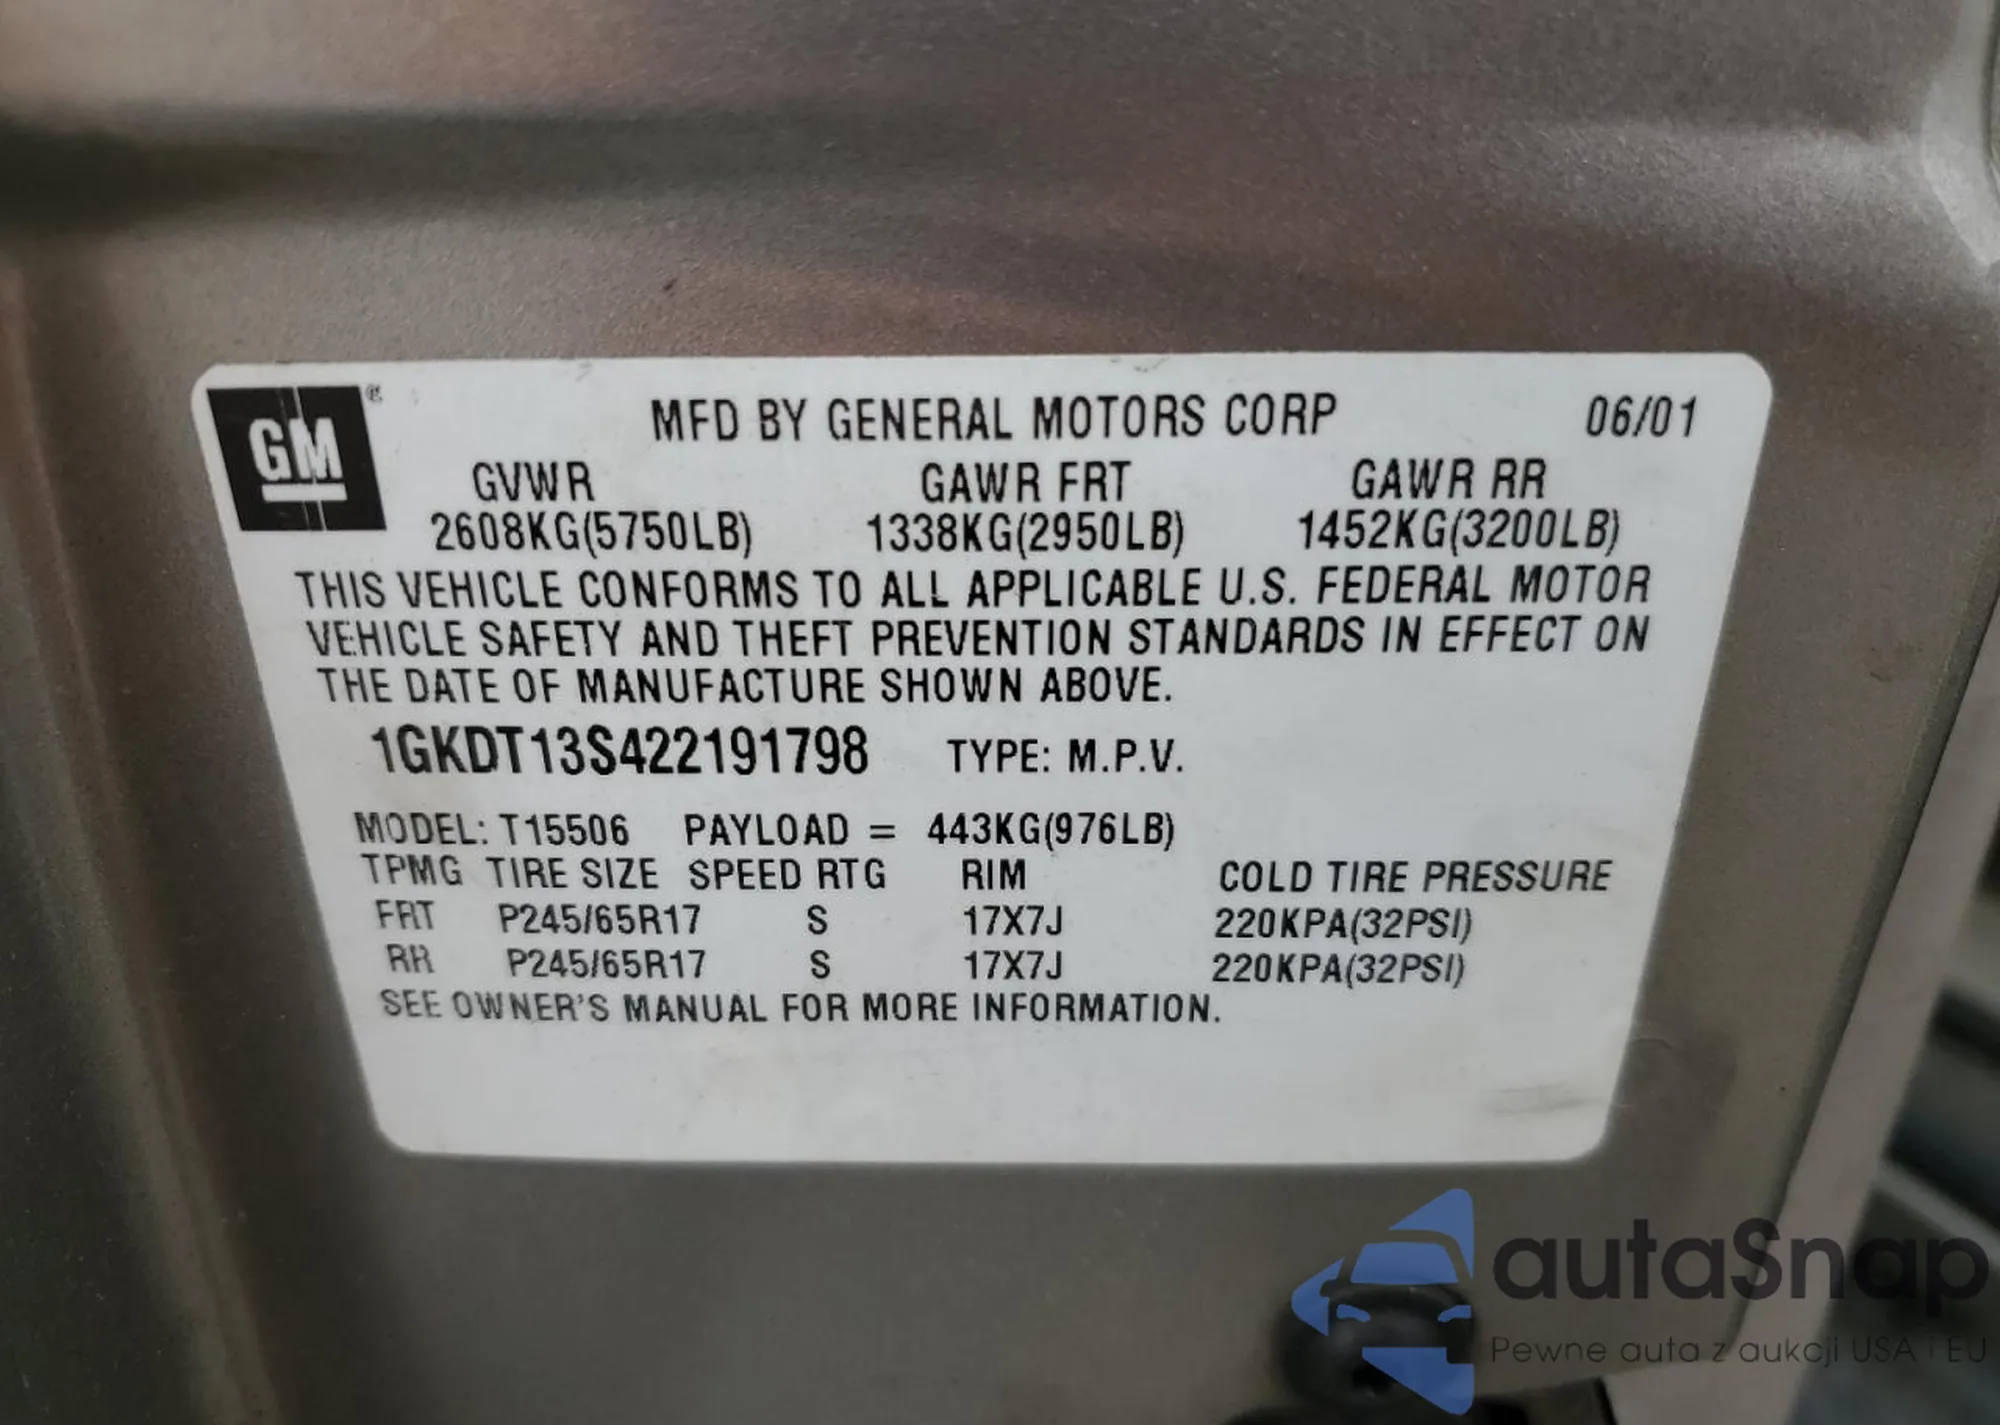 GM®
MFD BY GENERAL MOTORS CORP 06/01
GVWR GAWR FRT GAWR RR
2608KG(5750LB) 1338KG(2950LB) 1452KG(3200LB)
THIS VEHICLE CONFORMS TO ALL APPLICABLE U.S. FEDERAL MOTOR
VEHICLE SAFETY AND THEFT PREVENTION STANDARDS IN EFFECT ON
THE DATE OF MANUFACTURE SHOWN ABOVE.
1GKDT13S422191798 TYPE: M.P.V.
MODEL: T15506 PAYLOAD = 443KG(976LB)
TPMG TIRE SIZE SPEED RTG RIM COLD TIRE PRESSURE
FRT P245/65R17 S 17X7J 220KPA(32PSI)
RR P245/65R17 S 17X7J 220KPA(32PSI)
SEE OWNER'S MANUAL FOR MORE INFORMATION.
autaSnap
Pewne auta z aukcji USA i EU